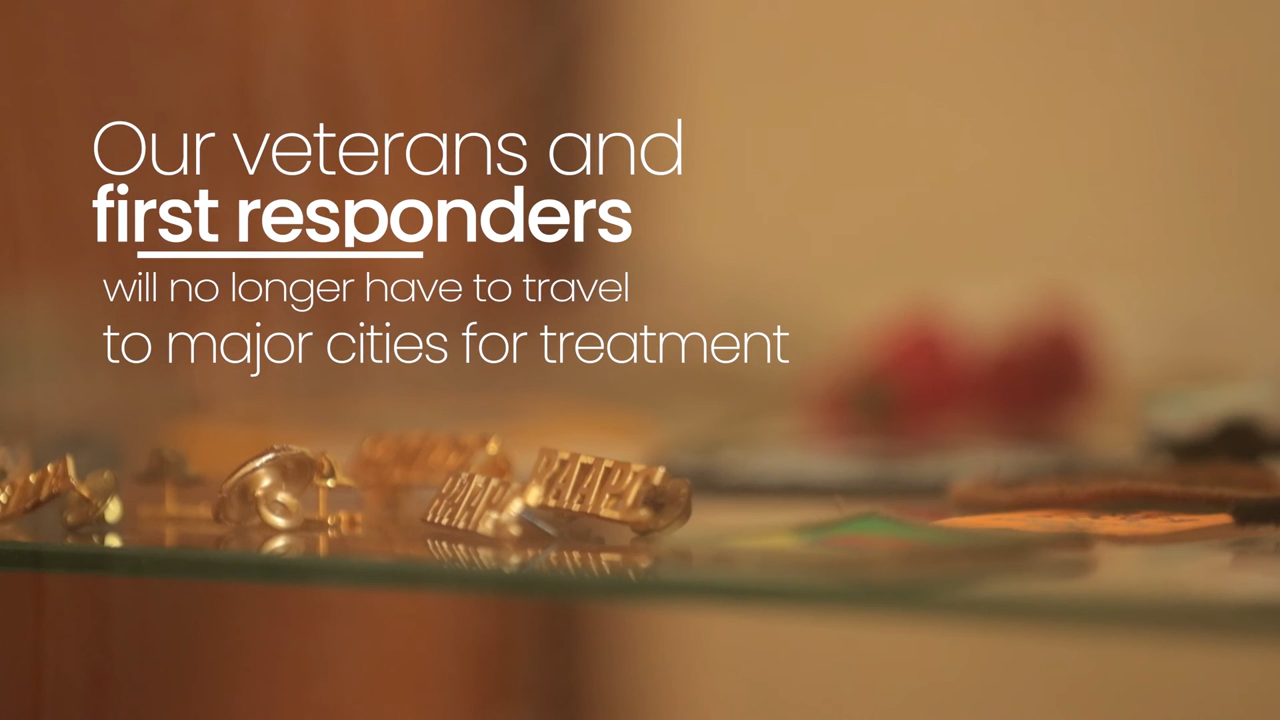 Our veterans and
first responders
will no longer have to travel
to major cities for treatment